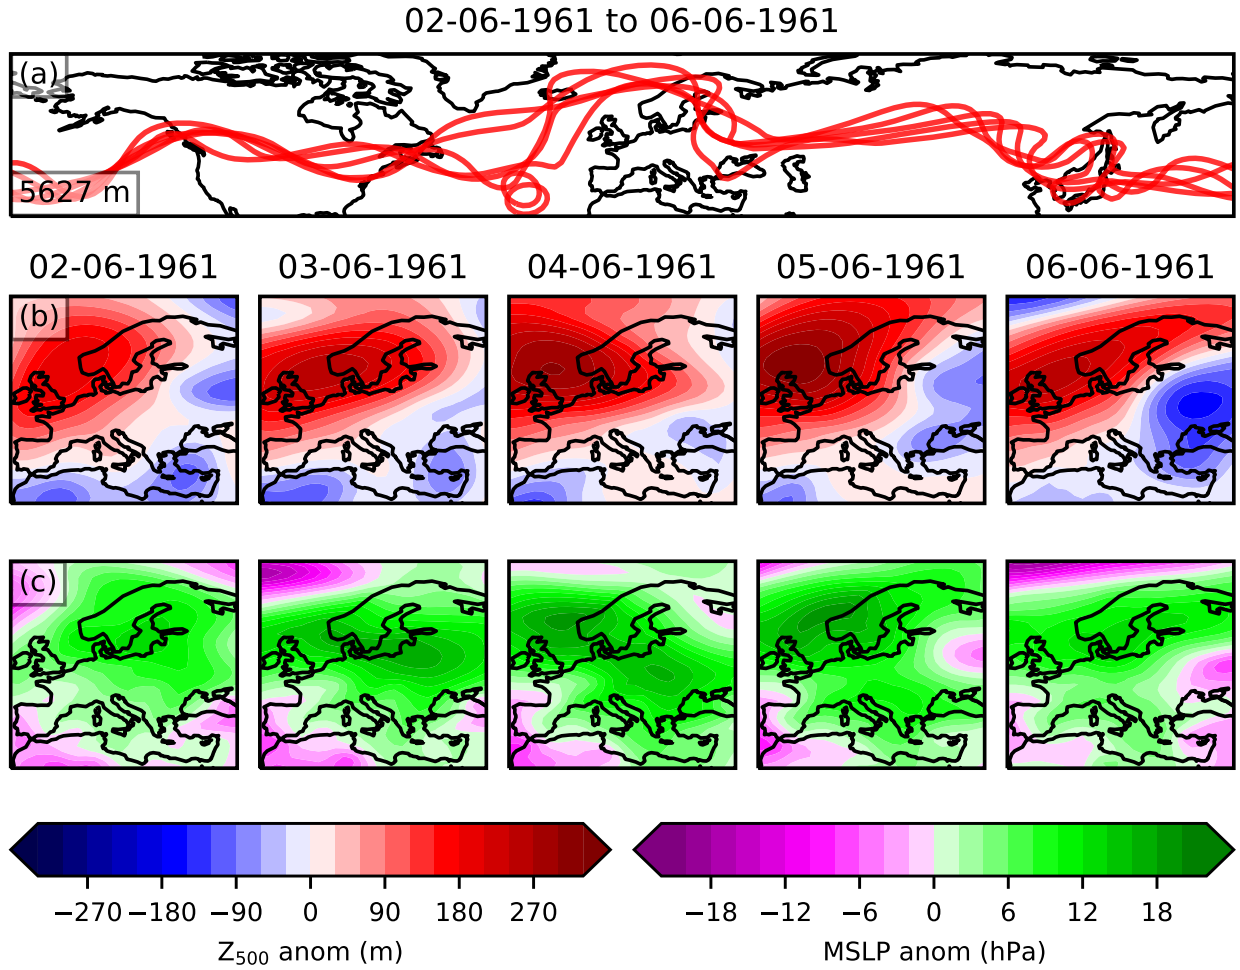 02-06-1961 to 06-06-1961
(a)
5627 m
02-06-1961 03-06-1961 04-06-1961 05-06-1961 06-06-1961
(b)
(c)
−270 −180 −90 0 90 180 270
−18 −12 −6 0 6 12 18
Z500 anom (m)
MSLP anom (hPa)